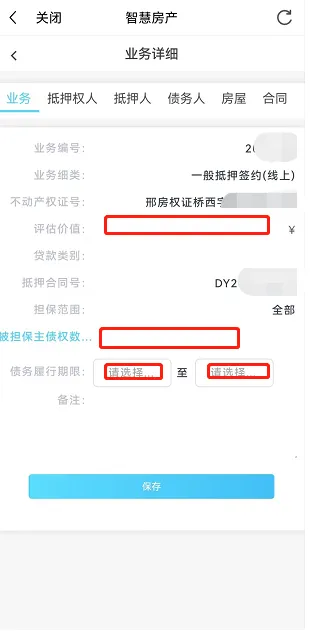 关闭 智慧房产
业务详细
业务 抵押权人 抵押人 债务人 房屋 合同
业务编号: 2
业务细类: 一般抵押签约(线上)
不动产权证号: 邢房权证桥西字
评估价值: ¥
贷款类别:
抵押合同号: DY2
担保范围: 全部
被担保主债权数...
债务履行期限: 请选择... 至 请选择...
备注:
保存